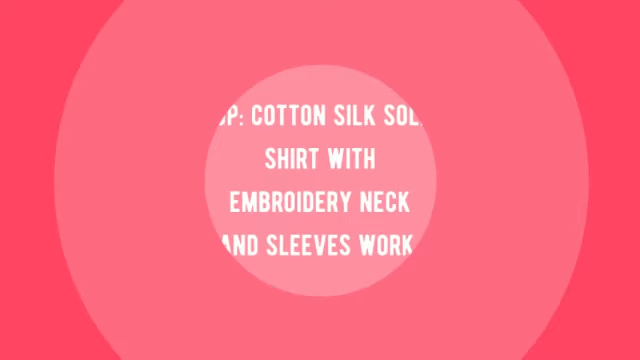 COTTON SILK
SHIRT WITH
EMBROIDERY NECK
AND SLEEVES WORK